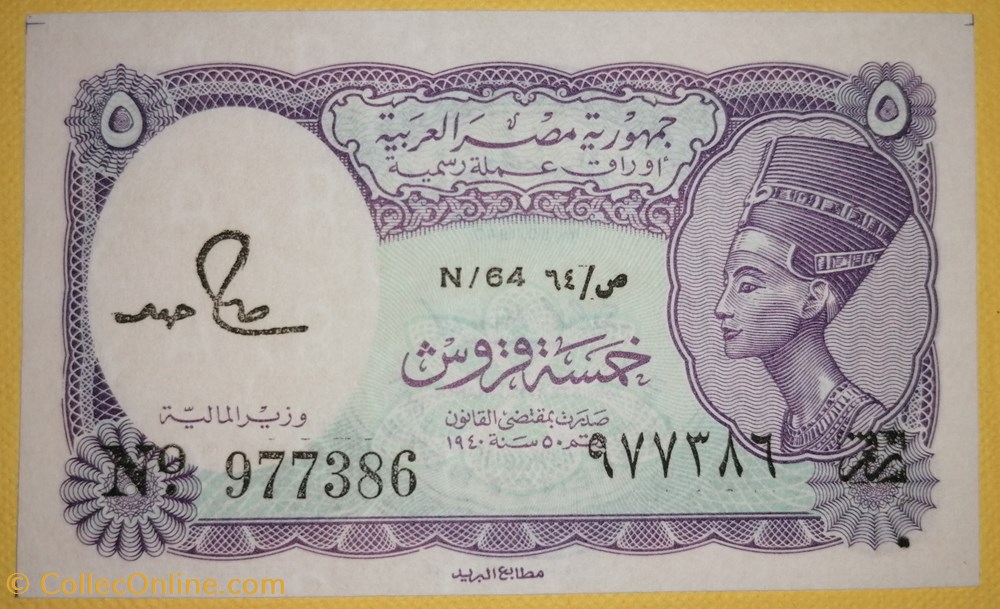 ٥
٥
جمهورية مصر العربية
أوراق عملة رسمية
N/64 ص/٦٤
خمسة قروش
صدرت بمقتضى القانون
رقم ٥٠ سنة ١٩٤٠
وزير المالية
Nº. 977386
٩٧٧٣٨٦
مطابع البريد
© CollecOnline.com